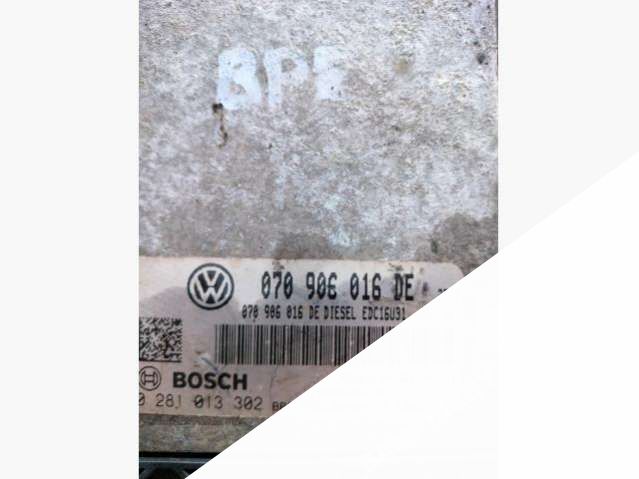 BPE
070 906 016 DE
070 906 016 DE DIESEL EDC16U31
BOSCH
0 281 013 302